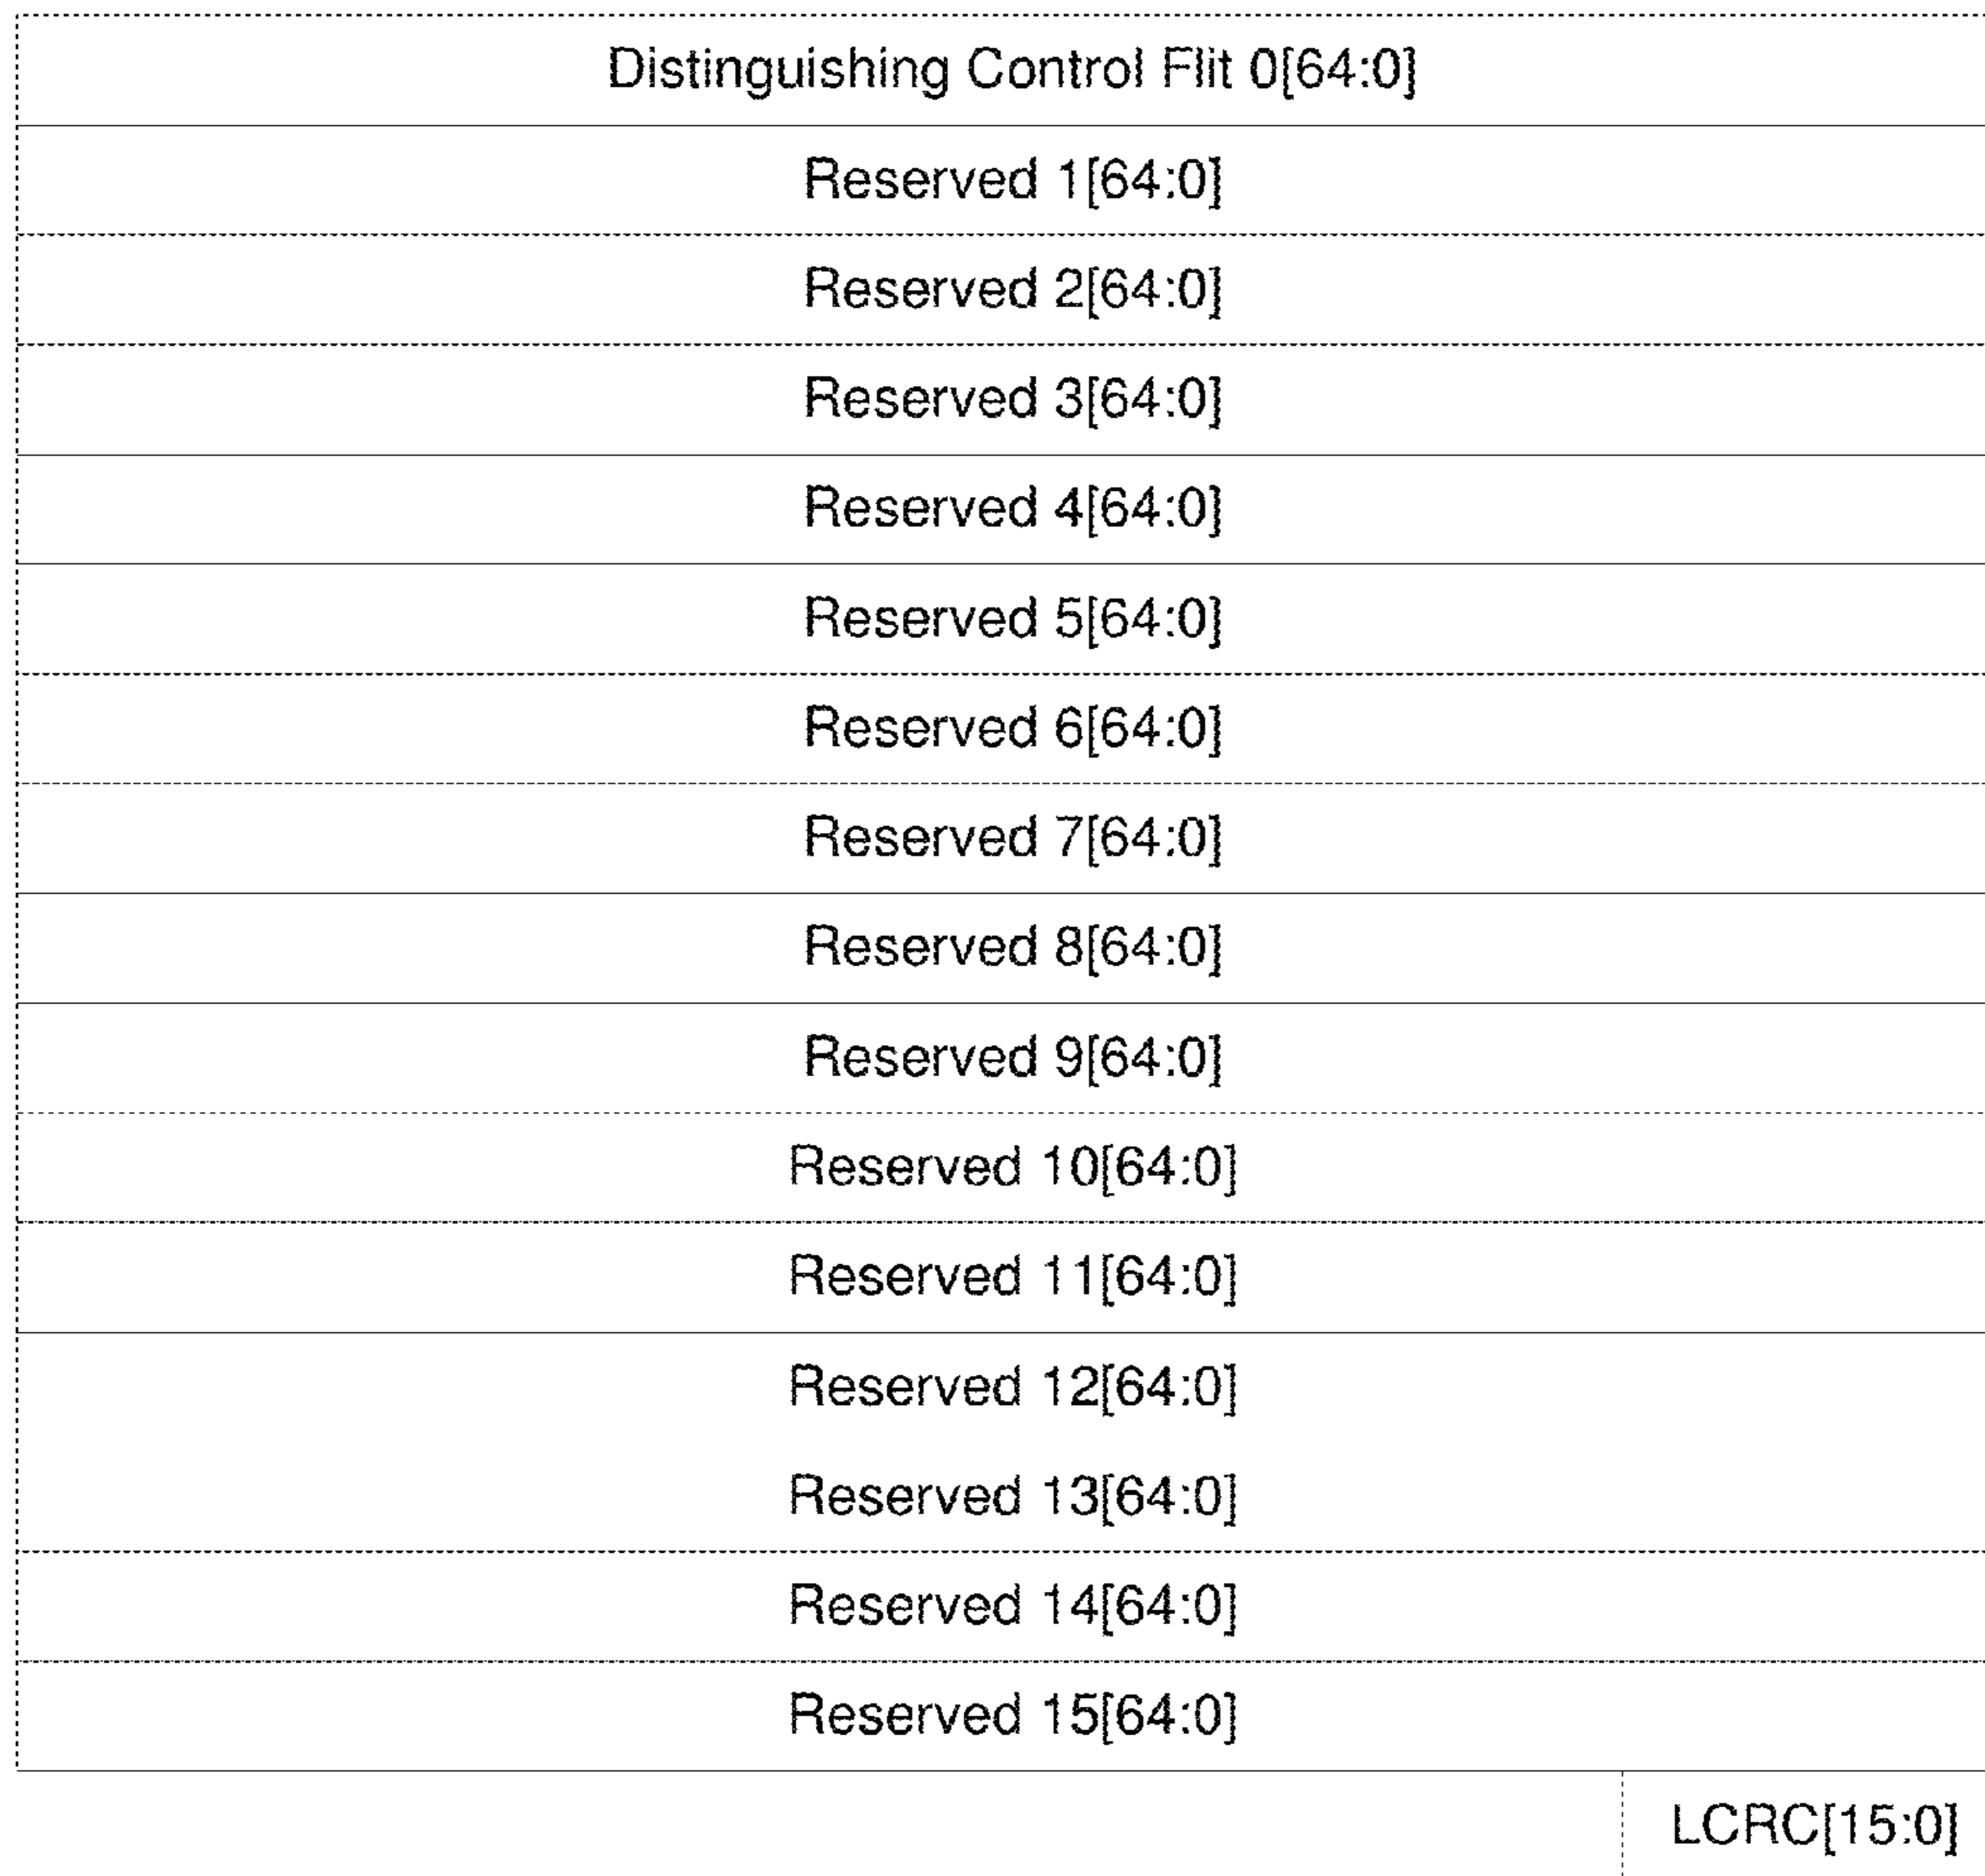 Distinguishing Control Flit 0[64:0]
Reserved 1[64:0]
Reserved 2[64:0]
Reserved 3[64:0]
Reserved 4[64:0]
Reserved 5[64:0]
Reserved 6[64:0]
Reserved 7[64:0]
Reserved 8[64:0]
Reserved 9[64:0]
Reserved 10[64:0]
Reserved 11[64:0]
Reserved 12[64:0]
Reserved 13[64:0]
Reserved 14[64:0]
Reserved 15[64:0]
LCRC[15:0]